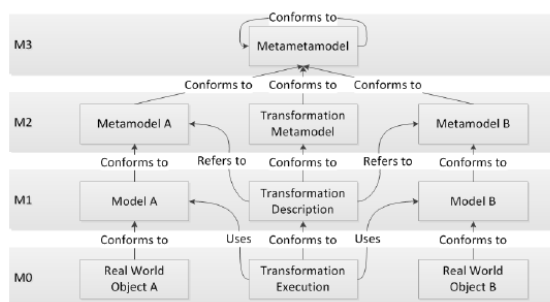 Conforms to
M3
Metametamodel
Conforms to Conforms to Conforms to
M2
Metamodel A
Transformation
Metamodel
Metamodel B
Conforms to Refers to Conforms to Refers to Conforms to
M1
Model A
Transformation
Description
Model B
Conforms to Uses Conforms to Uses Conforms to
M0
Real World
Object A
Transformation
Execution
Real World
Object B